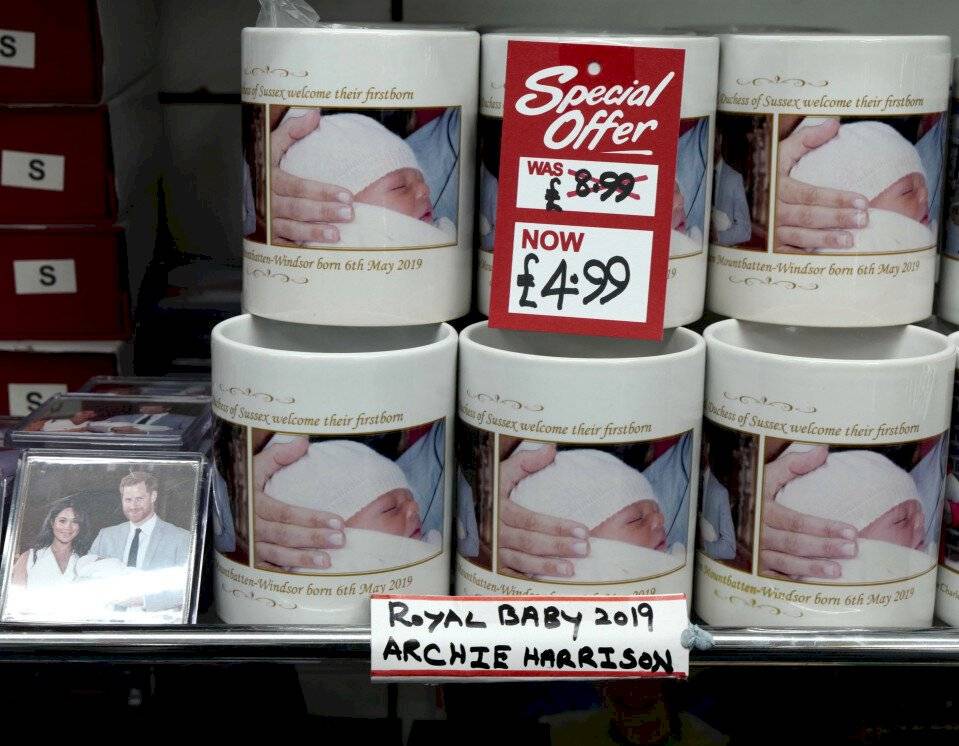 S
S
S
S
of Sussex welcome their firstborn
Mountbatten-Windsor born 6th May 2019
Special
Offer
WAS
£ 8.99
NOW
£4.99
Duchess of Sussex welcome their firstborn
Mountbatten-Windsor born 6th May 2019
Duchess of Sussex welcome their firstborn
Mountbatten-Windsor born 6th May 2019
Duchess of Sussex welcome their firstborn
Mountbatten-Windsor born 6th May 2019
Duchess of Sussex welcome their firstborn
Mountbatten-Windsor born 6th May 2019
ROYAL BABY 2019
ARCHIE HARRISON